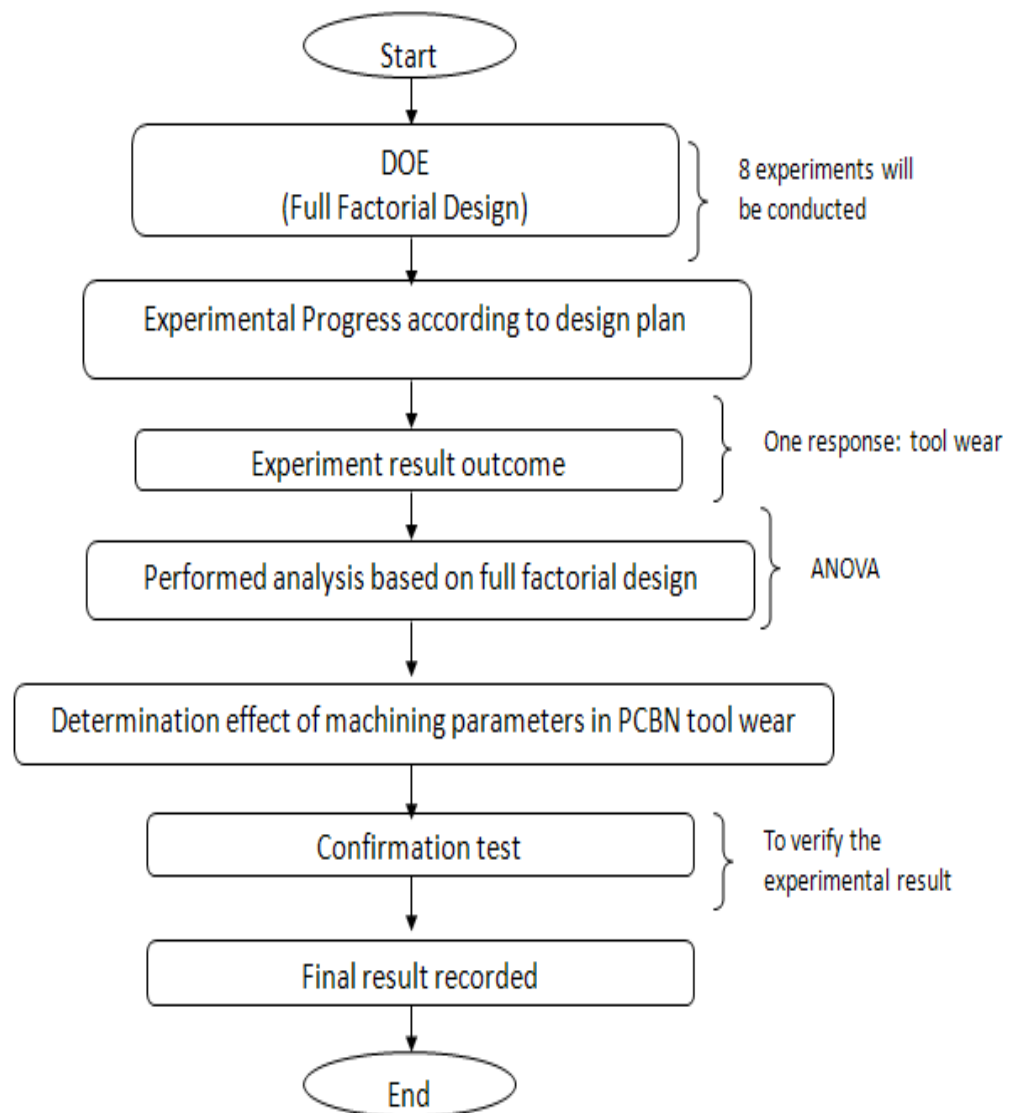 Start
DOE
(Full Factorial Design)
8 experiments will
be conducted
Experimental Progress according to design plan
Experiment result outcome
One response: tool wear
Performed analysis based on full factorial design
ANOVA
Determination effect of machining parameters in PCBN tool wear
Confirmation test
To verify the
experimental result
Final result recorded
End